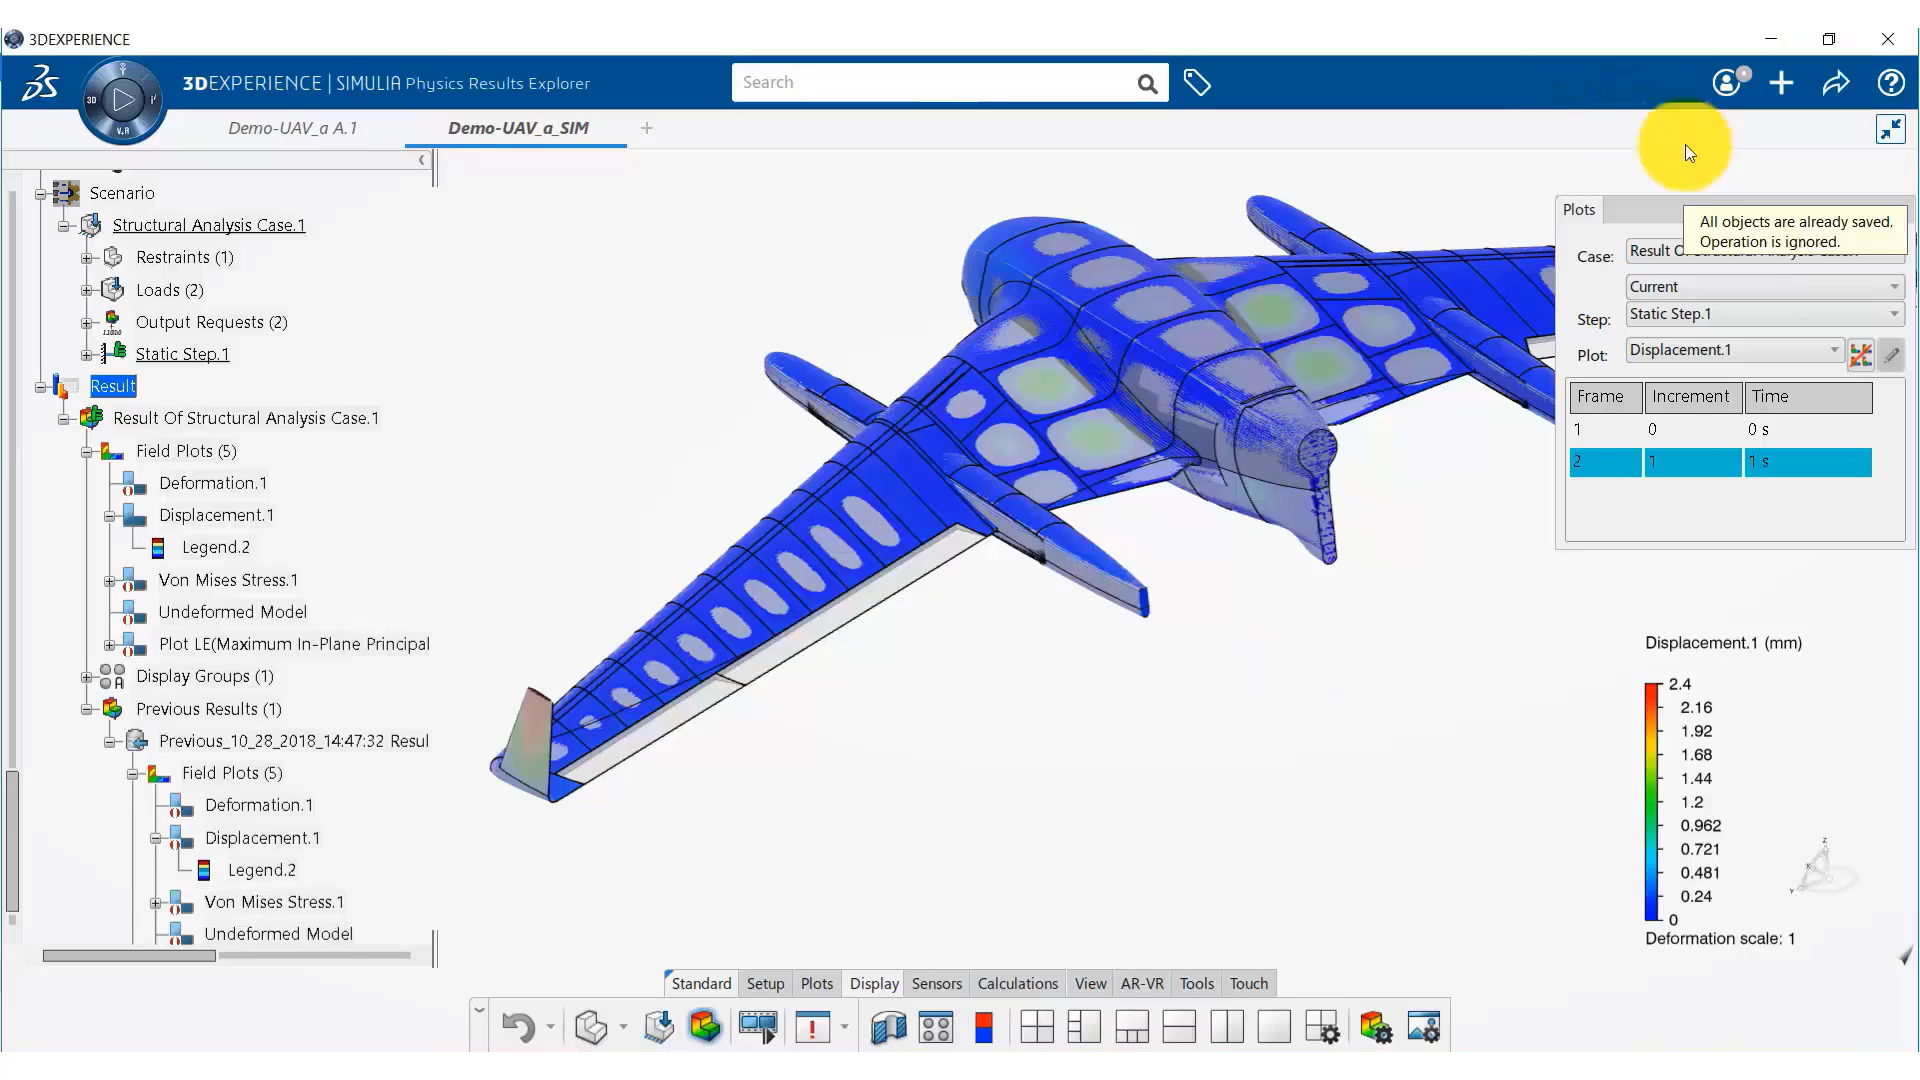 3DEXPERIENCE
3DEXPERIENCE | SIMULIA Physics Results Explorer
Search
3D
V.R
Demo-UAV_a A.1
Demo-UAV_a_SIM
Scenario
Structural Analysis Case.1
Restraints (1)
Loads (2)
Output Requests (2)
Static Step.1
Result
Result Of Structural Analysis Case.1
Field Plots (5)
Deformation.1
Displacement.1
Legend.2
Von Mises Stress.1
Undeformed Model
Plot LE(Maximum In-Plane Principal
Display Groups (1)
Previous Results (1)
Previous_10_28_2018_14:47:32 Resul
Field Plots (5)
Deformation.1
Displacement.1
Legend.2
Von Mises Stress.1
Undeformed Model
Plots
All objects are already saved.
Operation is ignored.
Case: Result
Current
Step: Static Step.1
Plot: Displacement.1
Frame Increment Time
1 0 0 s
2 1 1 s
Displacement.1 (mm)
2.4
2.16
1.92
1.68
1.44
1.2
0.962
0.721
0.481
0.24
0
Deformation scale: 1
Standard Setup Plots Display Sensors Calculations View AR-VR Tools Touch